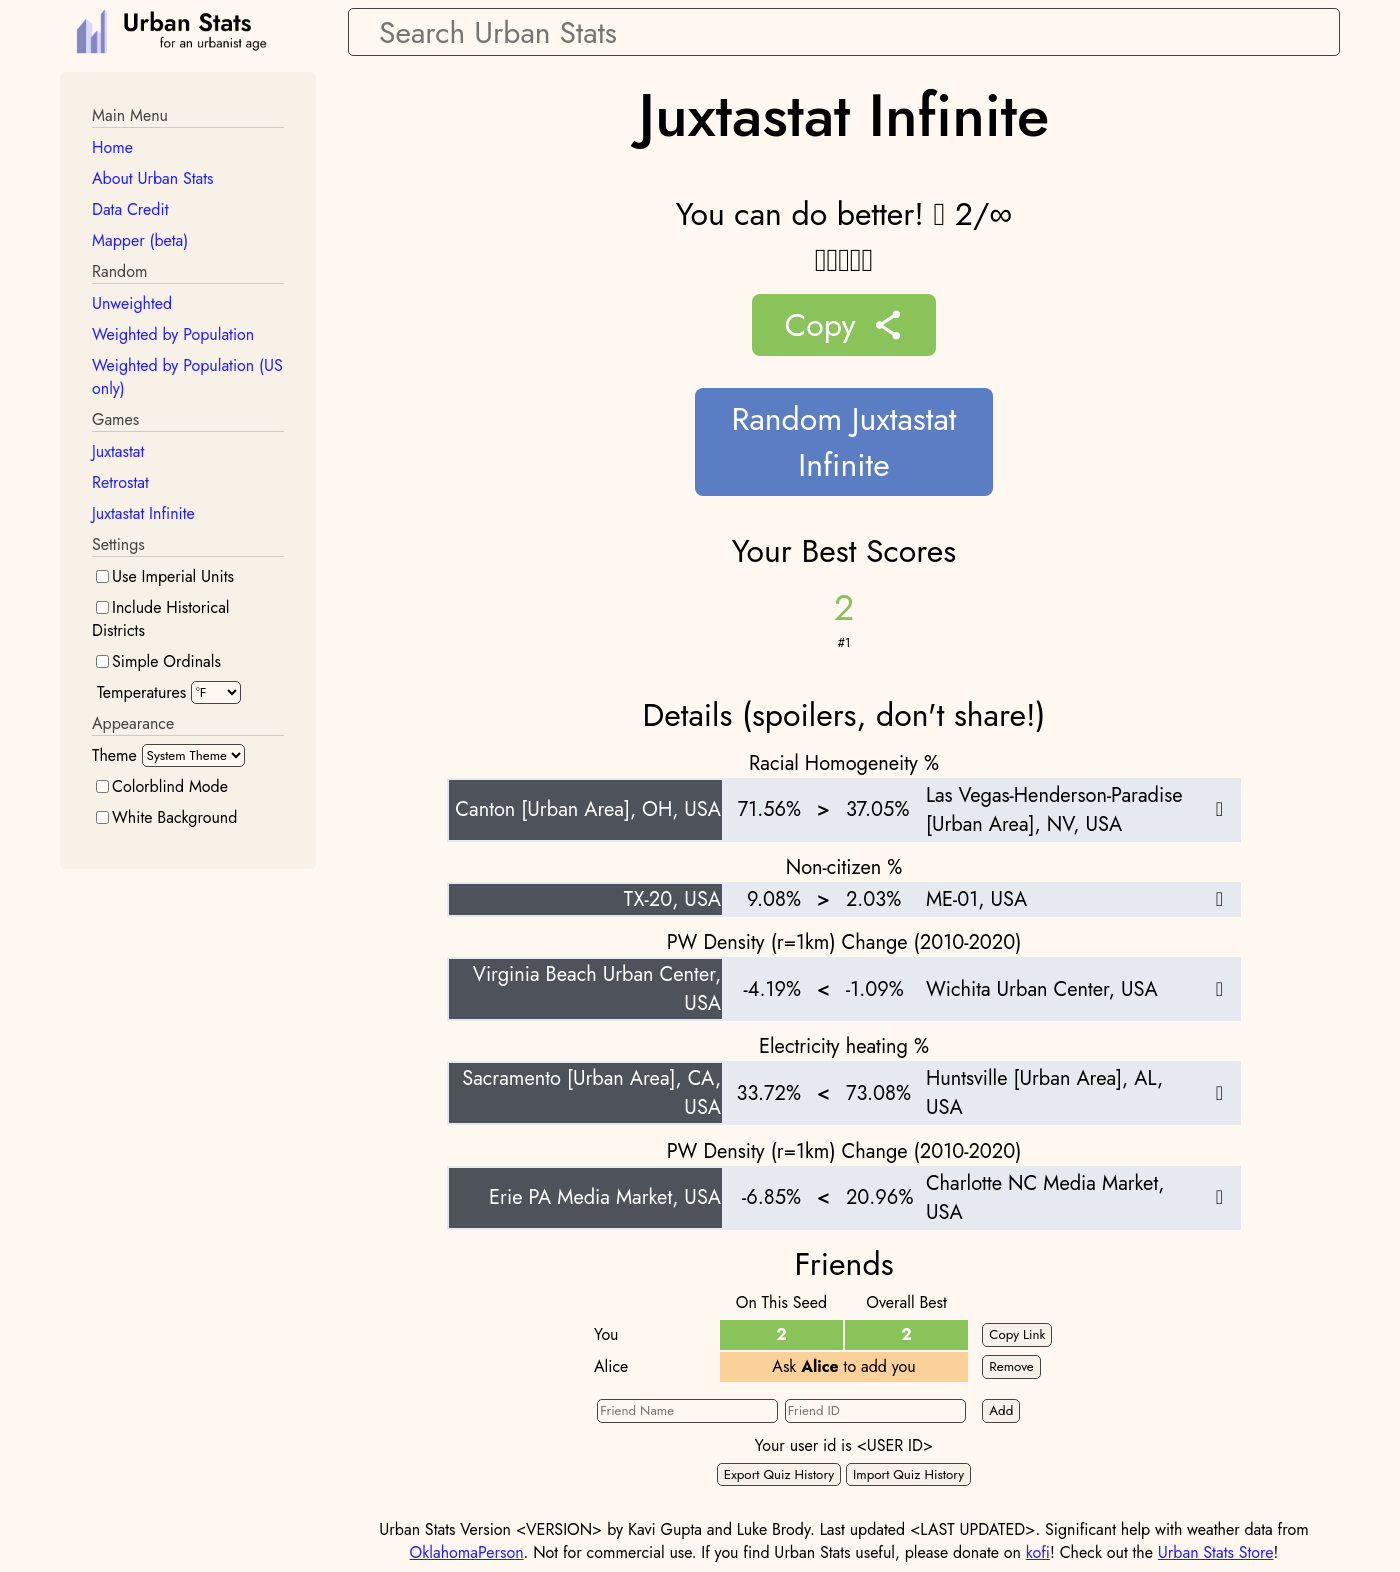 Urban Stats
for an urbanist age
Search Urban Stats
Main Menu
Home
About Urban Stats
Data Credit
Mapper (beta)
Random
Unweighted
Weighted by Population
Weighted by Population (US
only)
Games
Juxtastat
Retrostat
Juxtastat Infinite
Settings
Use Imperial Units
Include Historical
Districts
Simple Ordinals
Temperatures °F
Appearance
Theme System Theme
Colorblind Mode
White Background
Juxtastat Infinite
You can do better! 2/∞
Copy
Random Juxtastat
Infinite
Your Best Scores
2
#1
Details (spoilers, don't share!)
Racial Homogeneity %
Canton [Urban Area], OH, USA 71.56% > 37.05% Las Vegas-Henderson-Paradise
[Urban Area], NV, USA
Non-citizen %
TX-20, USA 9.08% > 2.03% ME-01, USA
PW Density (r=1km) Change (2010-2020)
Virginia Beach Urban Center,
USA -4.19% < -1.09% Wichita Urban Center, USA
Electricity heating %
Sacramento [Urban Area], CA,
USA 33.72% < 73.08% Huntsville [Urban Area], AL,
USA
PW Density (r=1km) Change (2010-2020)
Erie PA Media Market, USA -6.85% < 20.96% Charlotte NC Media Market,
USA
Friends
On This Seed Overall Best
You 2 2 Copy Link
Alice Ask Alice to add you Remove
Friend Name Friend ID Add
Your user id is <USER ID>
Export Quiz History Import Quiz History
Urban Stats Version <VERSION> by Kavi Gupta and Luke Brody. Last updated <LAST UPDATED>. Significant help with weather data from
OklahomaPerson. Not for commercial use. If you find Urban Stats useful, please donate on kofi! Check out the Urban Stats Store!